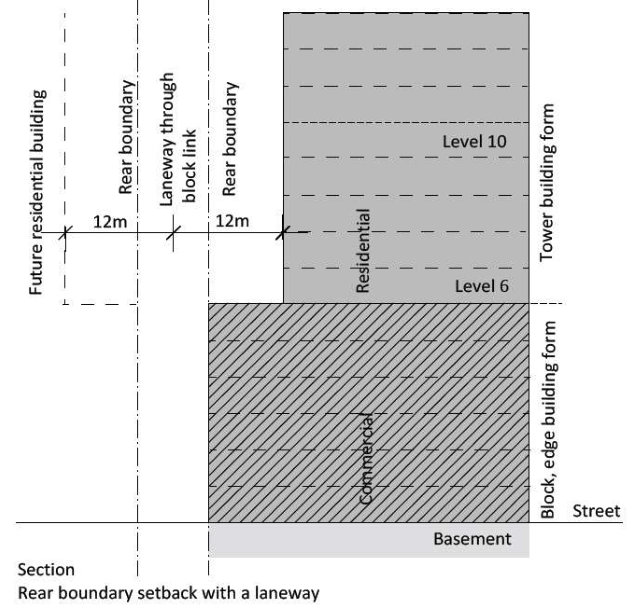 Future residential building
Rear boundary
Laneway through
block link
Rear boundary
12m
12m
Level 10
Residential
Level 6
Tower building form
Commercial
Block, edge building form
Street
Basement
Section
Rear boundary setback with a laneway